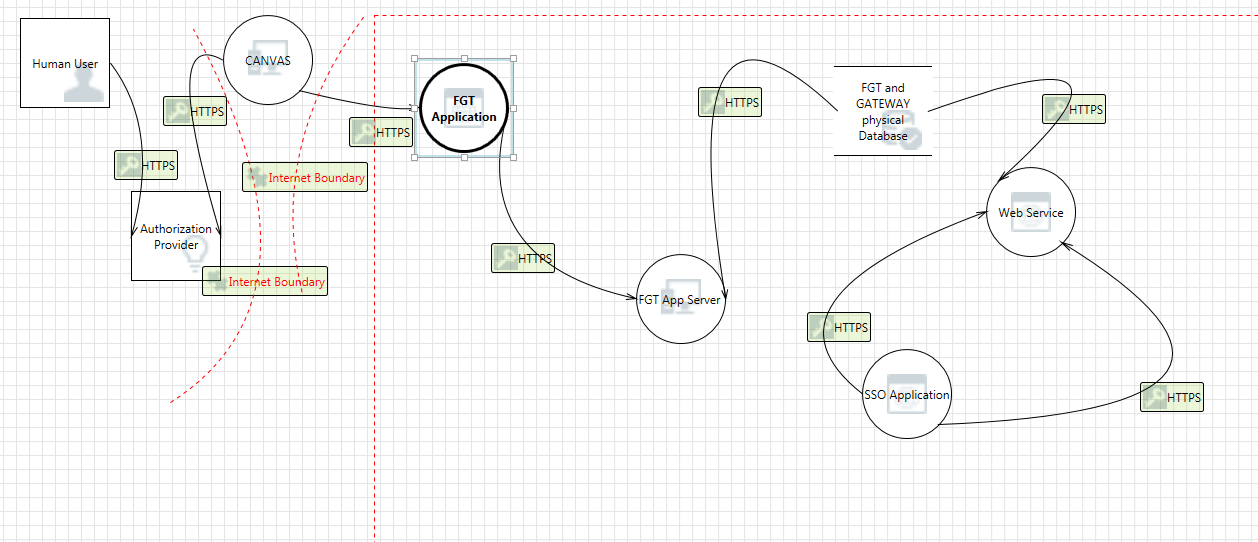 Human User
CANVAS
HTTPS
HTTPS
HTTPS
Internet Boundary
Authorization
Provider
Internet Boundary
FGT
Application
HTTPS
FGT App Server
HTTPS
FGT and
GATEWAY
physical
Database
HTTPS
Web Service
HTTPS
SSO Application
HTTPS